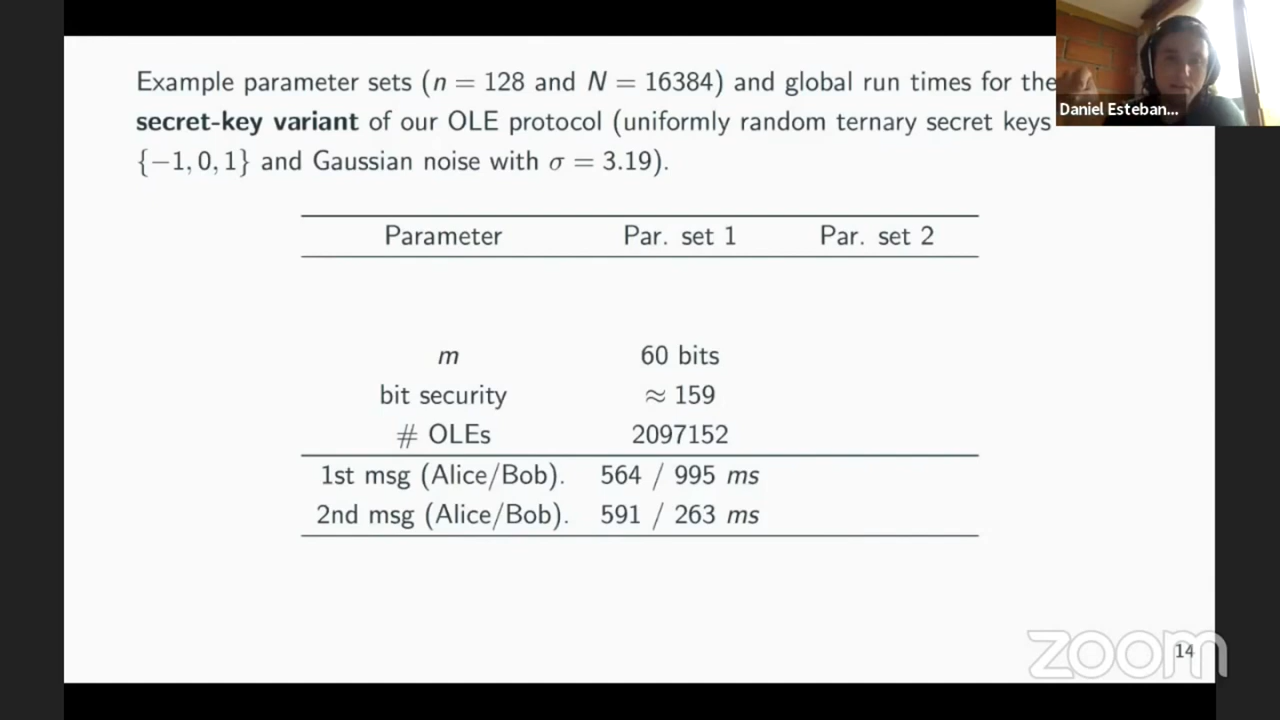 Example parameter sets (n = 128 and N = 16384) and global run times for the
secret-key variant of our OLE protocol (uniformly random ternary secret keys
{−1, 0, 1} and Gaussian noise with σ = 3.19).
Daniel Esteban...
Parameter Par. set 1 Par. set 2
m 60 bits
bit security ≈ 159
# OLEs 2097152
1st msg (Alice/Bob). 564 / 995 ms
2nd msg (Alice/Bob). 591 / 263 ms
zoom
14